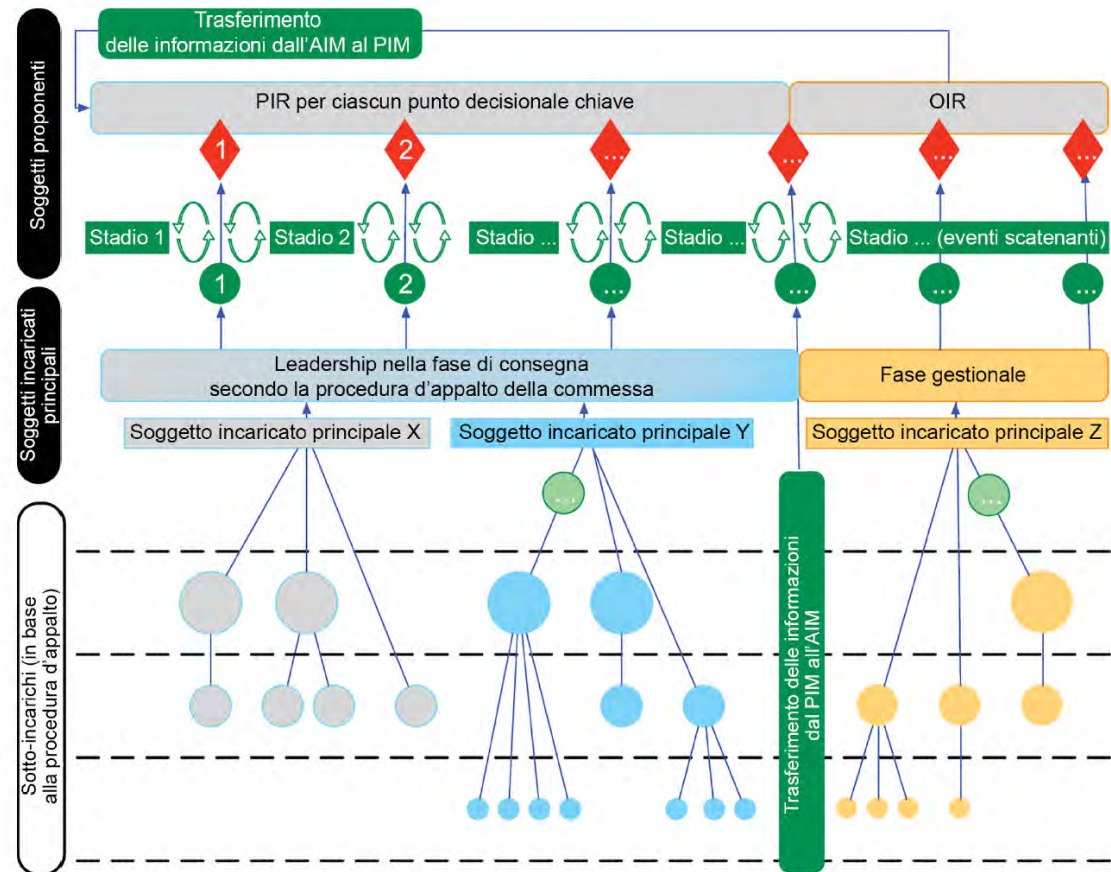 Trasferimento
delle informazioni dall'AIM al PIM
Soggetti proponenti
PIR per ciascun punto decisionale chiave
OIR
1
2
...
...
...
...
Stadio 1
Stadio 2
Stadio ...
Stadio ...
Stadio ... (eventi scatenanti)
1
2
...
...
...
...
Soggetti incaricati
principali
Leadership nella fase di consegna
secondo la procedura d'appalto della commessa
Fase gestionale
Soggetto incaricato principale X
Soggetto incaricato principale Y
Soggetto incaricato principale Z
...
...
Sotto-incarichi (in base
alla procedura d'appalto)
Trasferimento delle informazioni
dal PIM all'AIM